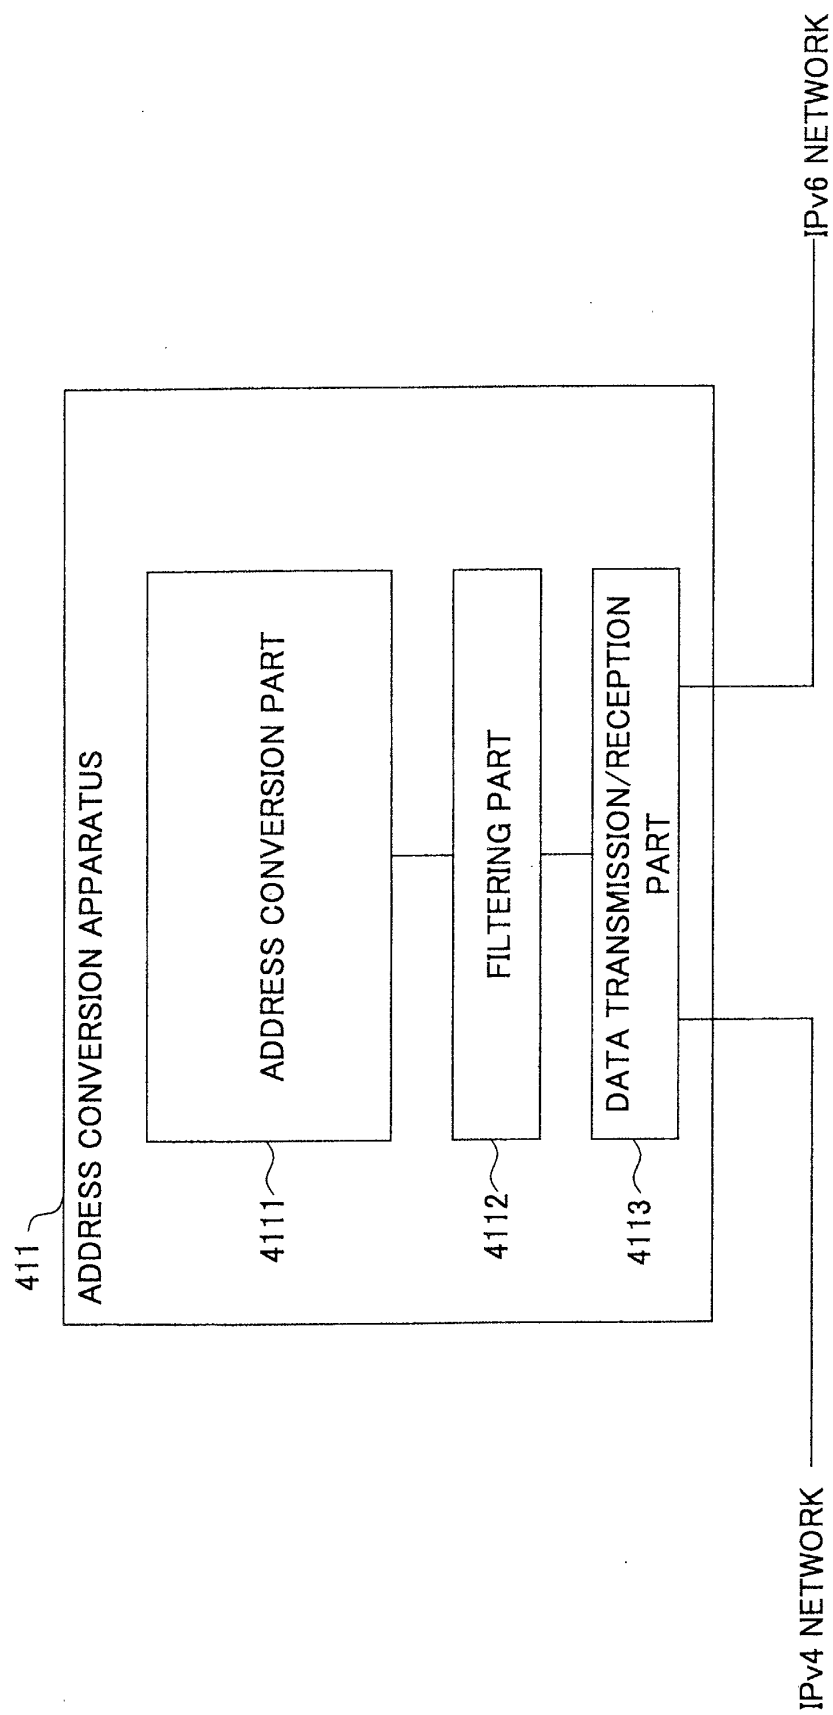 411
ADDRESS CONVERSION APPARATUS
4111
ADDRESS CONVERSION PART
4112
FILTERING PART
4113
DATA TRANSMISSION/RECEPTION
PART
IPv4 NETWORK
IPv6 NETWORK